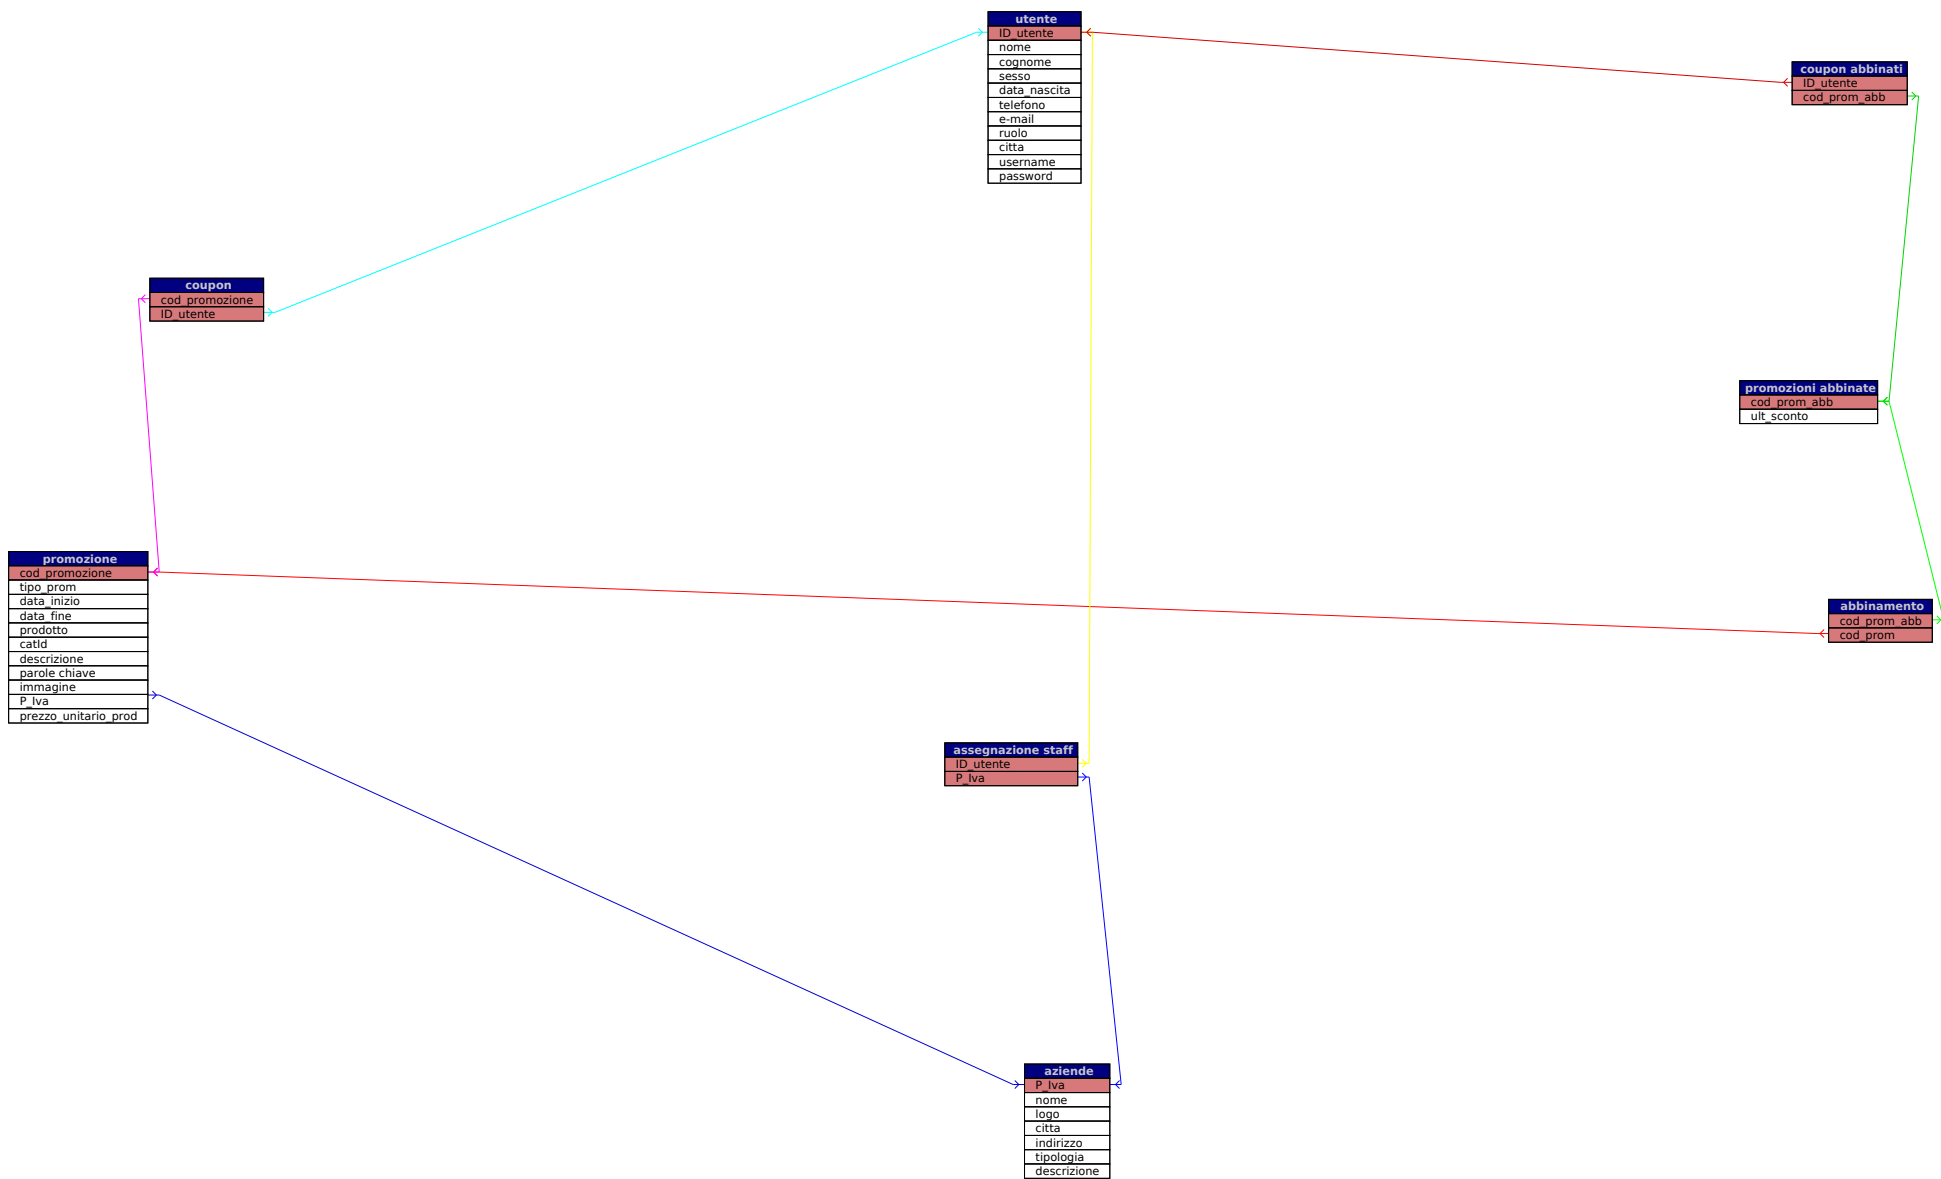 utente
ID_utente
nome
cognome
sesso
data_nascita
telefono
e-mail
ruolo
citta
username
password
coupon abbinati
ID_utente
cod_prom_abb
coupon
cod_promozione
ID_utente
promozioni abbinate
cod_prom_abb
ult_sconto
promozione
cod_promozione
tipo_prom
data_inizio
data_fine
prodotto
catId
descrizione
parole chiave
immagine
P_Iva
prezzo_unitario_prod
abbinamento
cod_prom_abb
cod_prom
assegnazione staff
ID_utente
P_Iva
aziende
P_Iva
nome
logo
citta
indirizzo
tipologia
descrizione